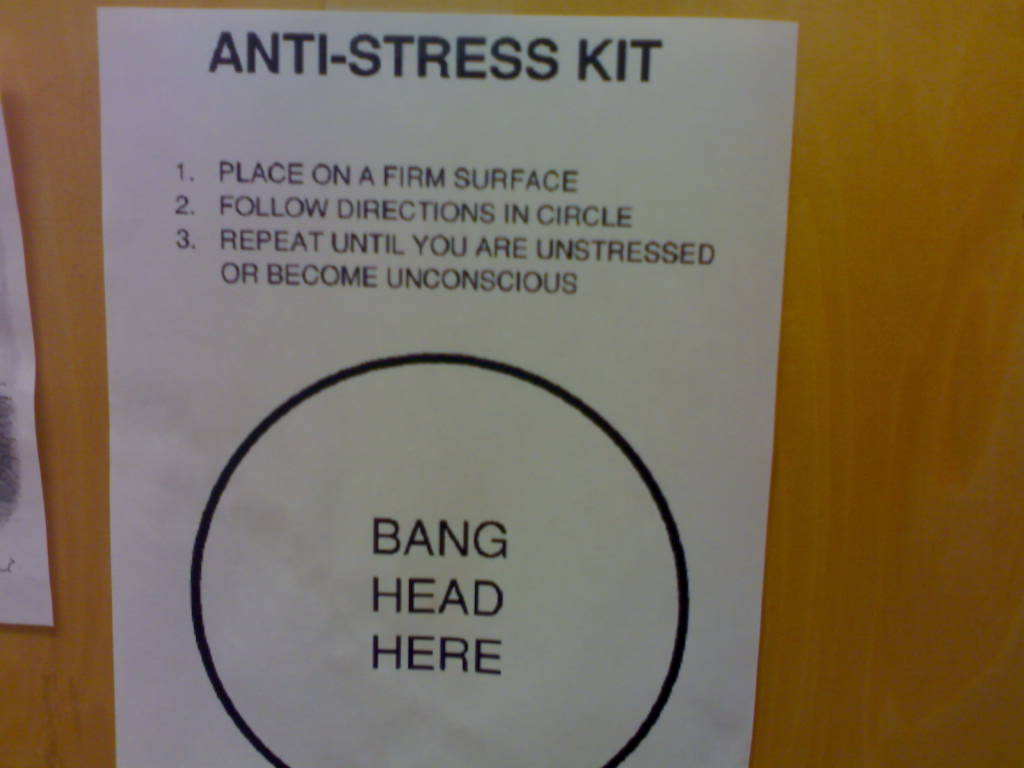 ANTI-STRESS KIT
1. PLACE ON A FIRM SURFACE
2. FOLLOW DIRECTIONS IN CIRCLE
3. REPEAT UNTIL YOU ARE UNSTRESSED
OR BECOME UNCONSCIOUS
BANG
HEAD
HERE